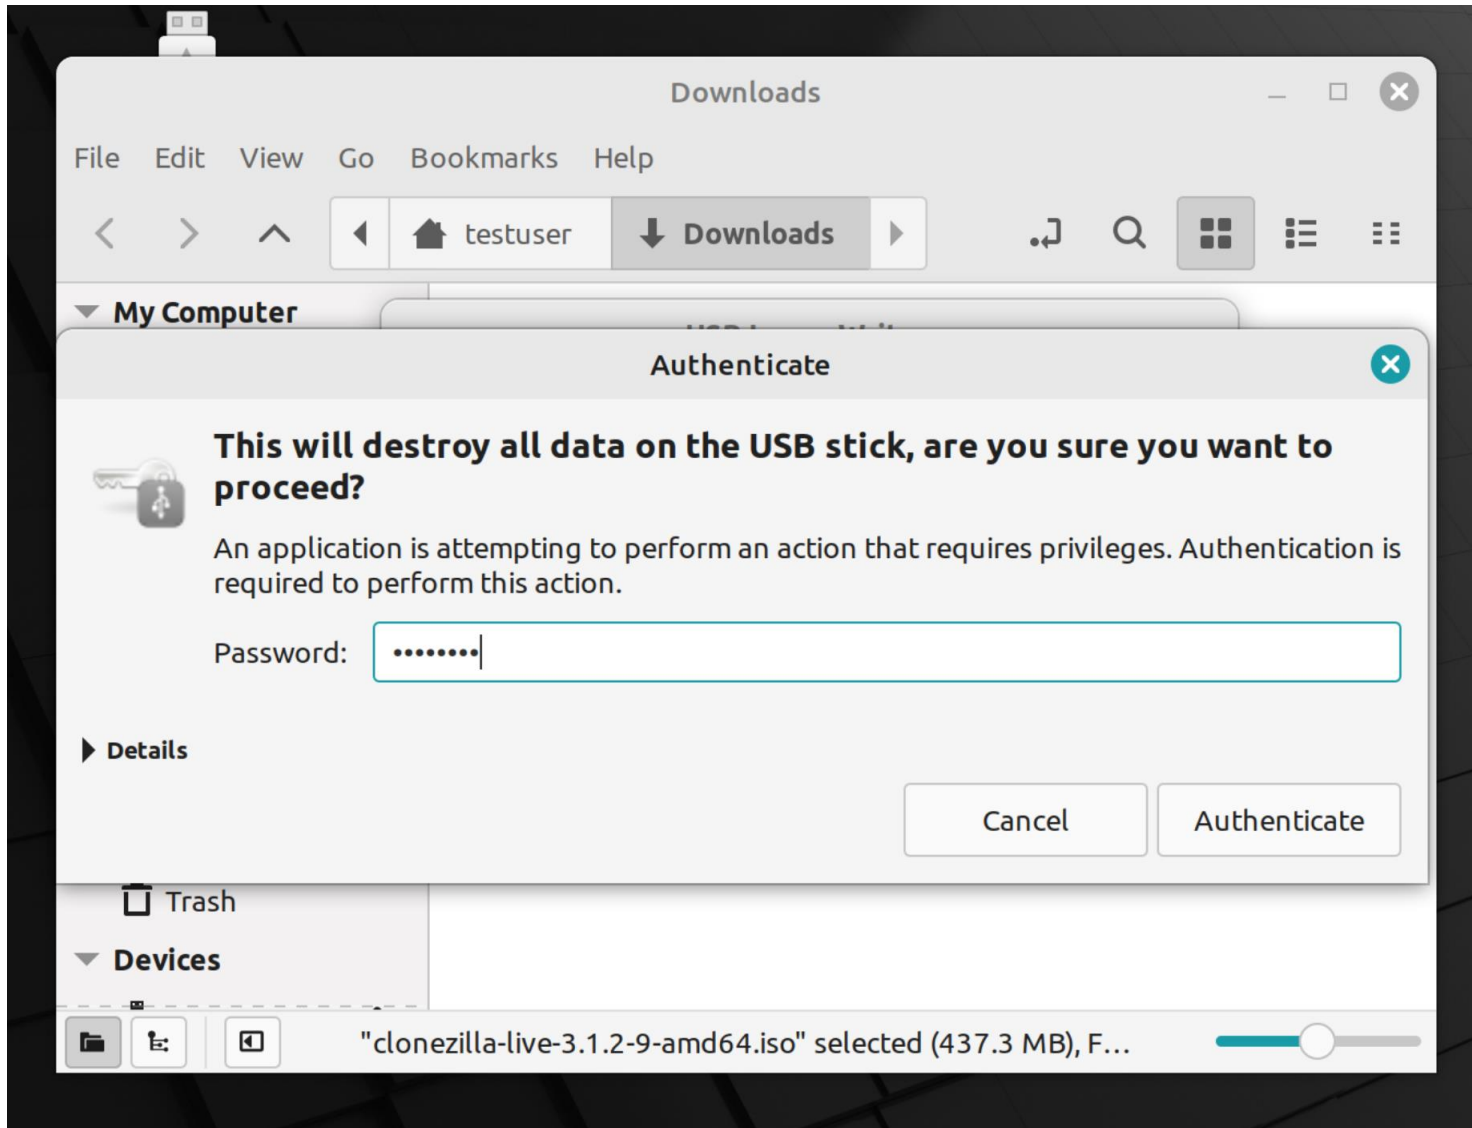 Downloads
File Edit View Go Bookmarks Help
testuser Downloads
My Computer
Authenticate
This will destroy all data on the USB stick, are you sure you want to
proceed?
An application is attempting to perform an action that requires privileges. Authentication is
required to perform this action.
Password: ••••••••
Details
Cancel Authenticate
Trash
Devices
"clonezilla-live-3.1.2-9-amd64.iso" selected (437.3 MB), F...